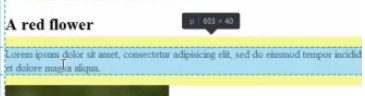 A red flower
p | 603 × 40
Lorem ipsum dolor sit amet, consectetur adipisicing elit, sed do eiusmod tempor incidid
et dolore magna aliqua.